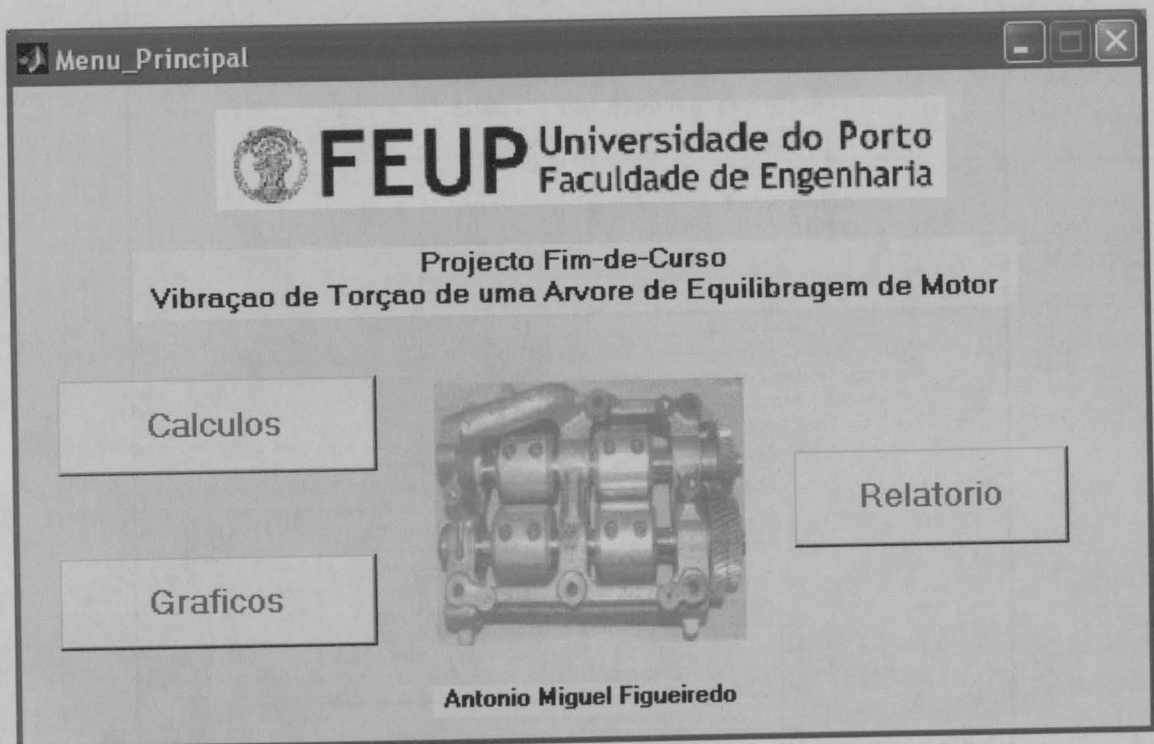 Menu_Principal
FEUP
Universidade do Porto
Faculdade de Engenharia
Projecto Fim-de-Curso
Vibraçao de Torçao de uma Arvore de Equilibragem de Motor
Calculos
Relatorio
Graficos
Antonio Miguel Figueiredo